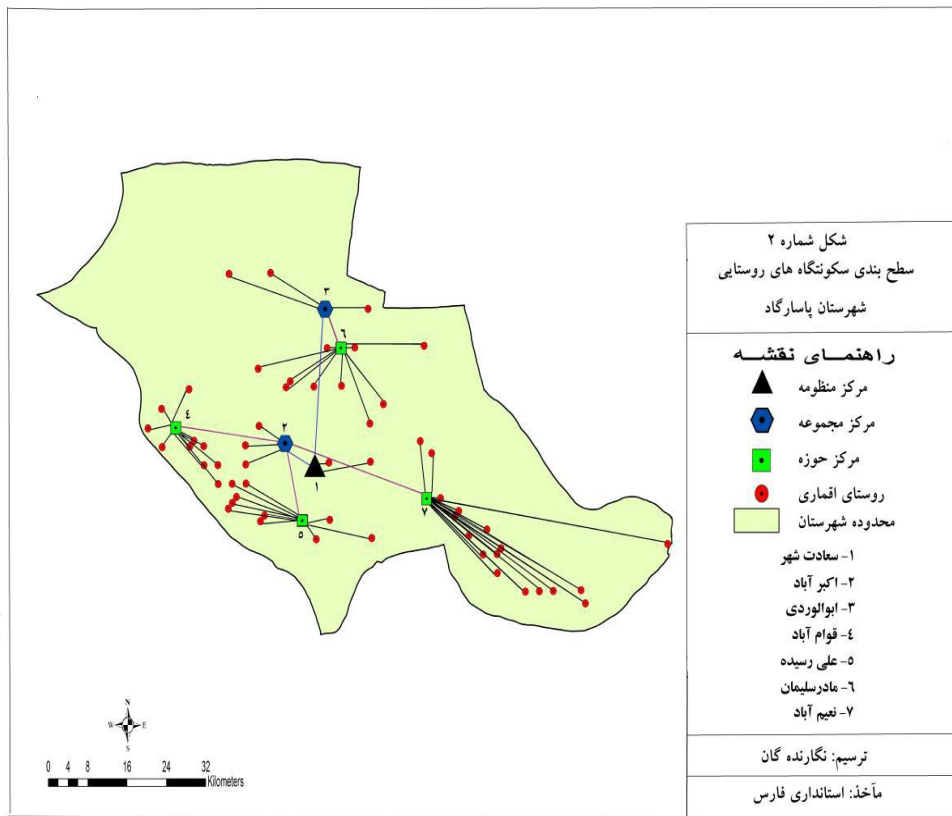 شکل شماره ۲
سطح بندی سکونتگاه های روستایی
شهرستان پاسارگاد
راهنمــای نقشــه
مرکز منظومه
مرکز مجموعه
مرکز حوزه
روستای اقماری
محدوده شهرستان
۱- سعادت شهر
۲- اکبر آباد
۳- ابوالوردی
۴- قوام آباد
۵- علی رسیده
۶- مادرسلیمان
۷- نعیم آباد
ترسیم: نگارنده گان
مآخذ: استانداری فارس
۳
۶
۴
۲
۱
۷
۵
N
W E
S
0 4 8 16 24 32
Kilometers